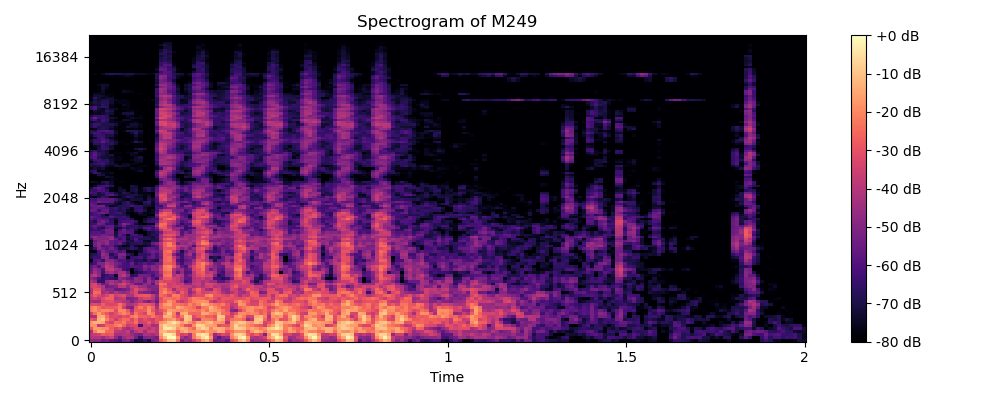 Spectrogram of M249
Hz
16384
8192
4096
2048
1024
512
0
0
0.5
1
1.5
2
Time
+0 dB
-10 dB
-20 dB
-30 dB
-40 dB
-50 dB
-60 dB
-70 dB
-80 dB